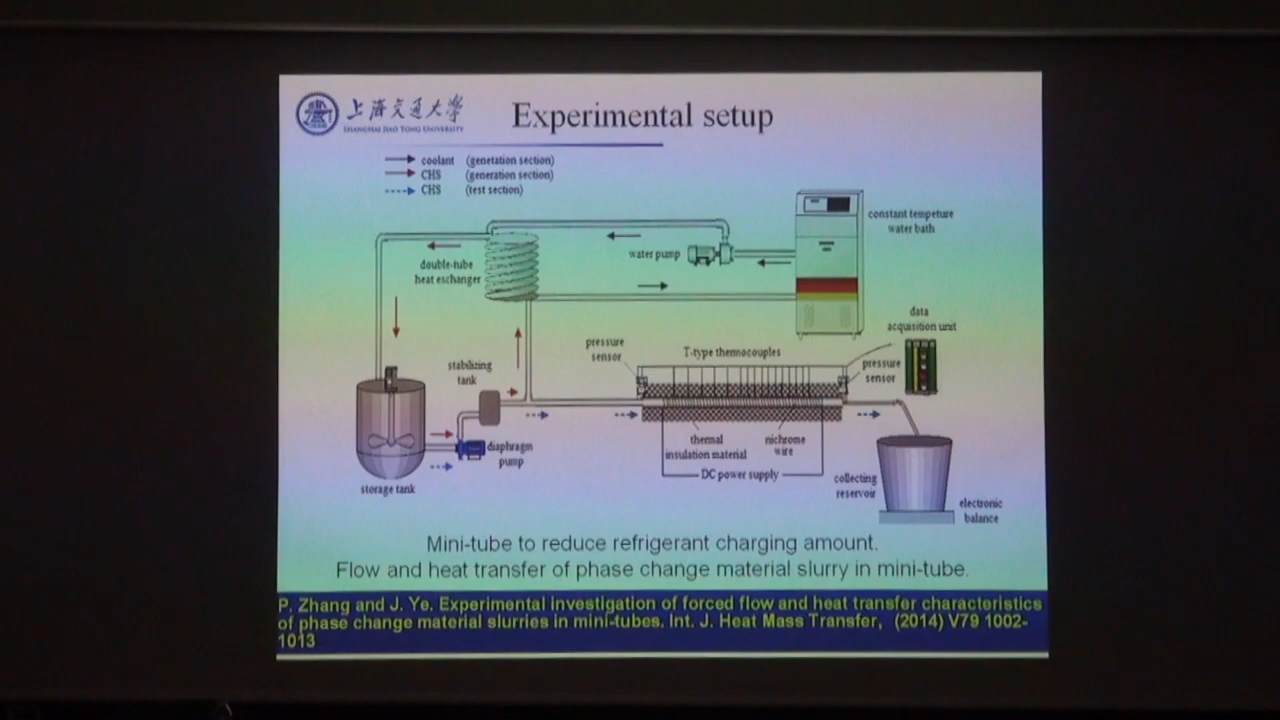 上海交通大学
SHANGHAI JIAO TONG UNIVERSITY
Experimental setup
coolant (genetation section)
CHS (generation section)
CHS (test section)
constant tempeture
water bath
water pump
double-tube
heat exchanger
data
acquisition unit
pressure
sensor
T-type thermocouples
pressure
sensor
stabilizing
tank
diaphragm
pump
thermal
insulation material
nichrome
wire
DC power supply
storage tank
collecting
reservoir
electronic
balance
Mini-tube to reduce refrigerant charging amount.
Flow and heat transfer of phase change material slurry in mini-tube.
P. Zhang and J. Ye. Experimental investigation of forced flow and heat transfer characteristics
of phase change material slurries in mini-tubes. Int. J. Heat Mass Transfer, (2014) V79 1002-
1013